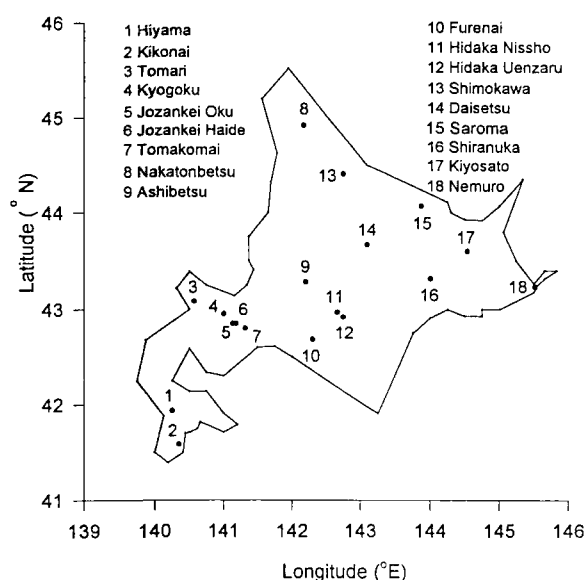 1 Hiyama
2 Kikonai
3 Tomari
4 Kyogoku
5 Jozankei Oku
6 Jozankei Haide
7 Tomakomai
8 Nakatonbetsu
9 Ashibetsu
10 Furenai
11 Hidaka Nissho
12 Hidaka Uenzaru
13 Shimokawa
14 Daisetsu
15 Saroma
16 Shiranuka
17 Kiyosato
18 Nemuro
46
45
44
43
42
41
Latitude (° N)
8
13
14
15
17
9
16
18
3
4
6
5
7
11
12
10
1
2
139
140
141
142
143
144
145
146
Longitude (°E)